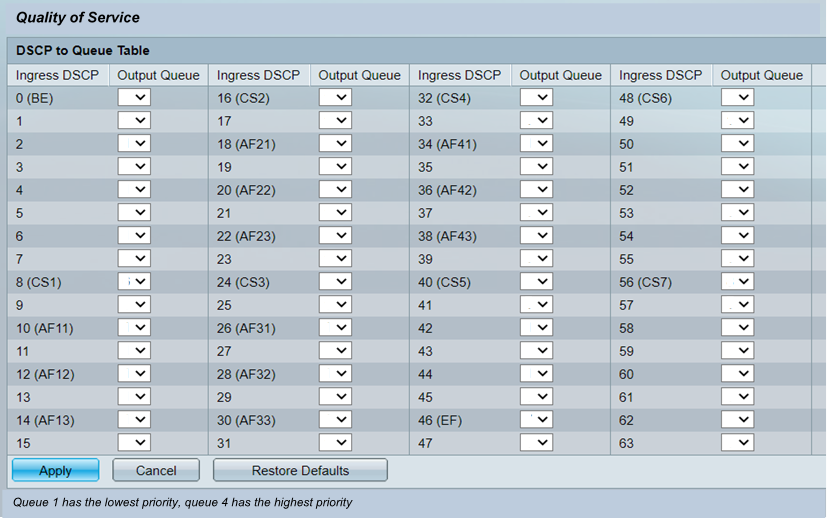 Quality of Service
DSCP to Queue Table
Ingress DSCP Output Queue Ingress DSCP Output Queue Ingress DSCP Output Queue Ingress DSCP Output Queue
0 (BE) 16 (CS2) 32 (CS4) 48 (CS6)
1 17 33 49
2 18 (AF21) 34 (AF41) 50
3 19 35 51
4 20 (AF22) 36 (AF42) 52
5 21 37 53
6 22 (AF23) 38 (AF43) 54
7 23 39 55
8 (CS1) 24 (CS3) 40 (CS5) 56 (CS7)
9 25 41 57
10 (AF11) 26 (AF31) 42 58
11 27 43 59
12 (AF12) 28 (AF32) 44 60
13 29 45 61
14 (AF13) 30 (AF33) 46 (EF) 62
15 31 47 63
Apply Cancel Restore Defaults
Queue 1 has the lowest priority, queue 4 has the highest priority